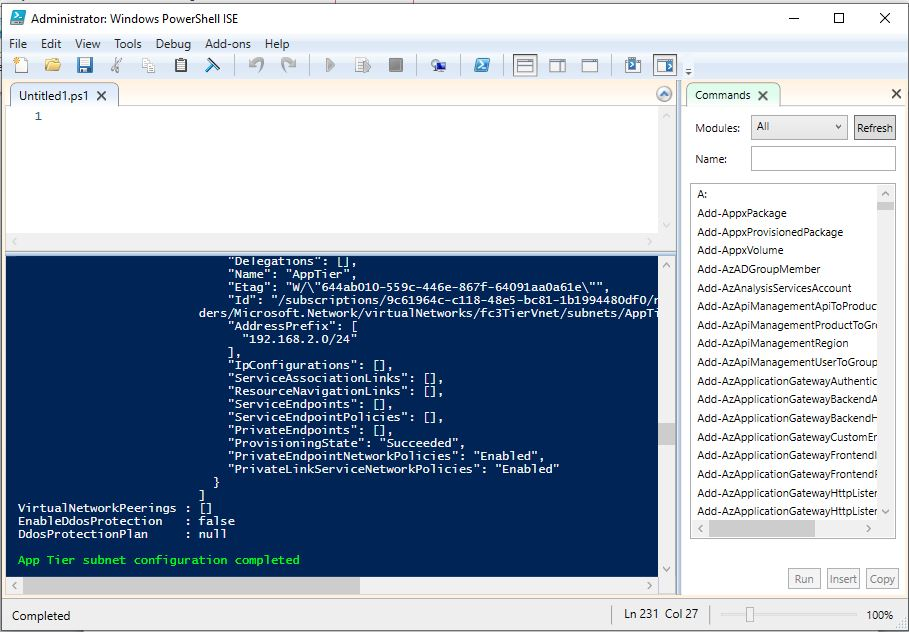 Administrator: Windows PowerShell ISE
File Edit View Tools Debug Add-ons Help
Untitled1.ps1
1
"Delegations": [],
"Name": "AppTier",
"Etag": "W/\"644ab010-559c-446e-867f-64091aa0a61e\"",
"Id": "/subscriptions/9c61964c-c118-48e5-bc81-1b1994480df0/r
ders/Microsoft.Network/virtualNetworks/fc3TierVnet/subnets/AppTi
"AddressPrefix": [
"192.168.2.0/24"
],
"IpConfigurations": [],
"ServiceAssociationLinks": [],
"ResourceNavigationLinks": [],
"ServiceEndpoints": [],
"ServiceEndpointPolicies": [],
"PrivateEndpoints": [],
"ProvisioningState": "Succeeded",
"PrivateEndpointNetworkPolicies": "Enabled",
"PrivateLinkServiceNetworkPolicies": "Enabled"
}
]
VirtualNetworkPeerings : []
EnableDdosProtection : false
DdosProtectionPlan : null
App Tier subnet configuration completed
Commands
Modules: All Refresh
Name:
A:
Add-AppxPackage
Add-AppxProvisionedPackage
Add-AppxVolume
Add-AzADGroupMember
Add-AzAnalysisServicesAccount
Add-AzApiManagementApiToProduc
Add-AzApiManagementProductToGr
Add-AzApiManagementRegion
Add-AzApiManagementUserToGroup
Add-AzApplicationGatewayAuthentic
Add-AzApplicationGatewayBackendA
Add-AzApplicationGatewayBackendH
Add-AzApplicationGatewayCustomEr
Add-AzApplicationGatewayFrontendI
Add-AzApplicationGatewayFrontendP
Add-AzApplicationGatewayHttpListen
Add-AzApplicationGatewayHttpListen
Run Insert Copy
Completed
Ln 231 Col 27
100%